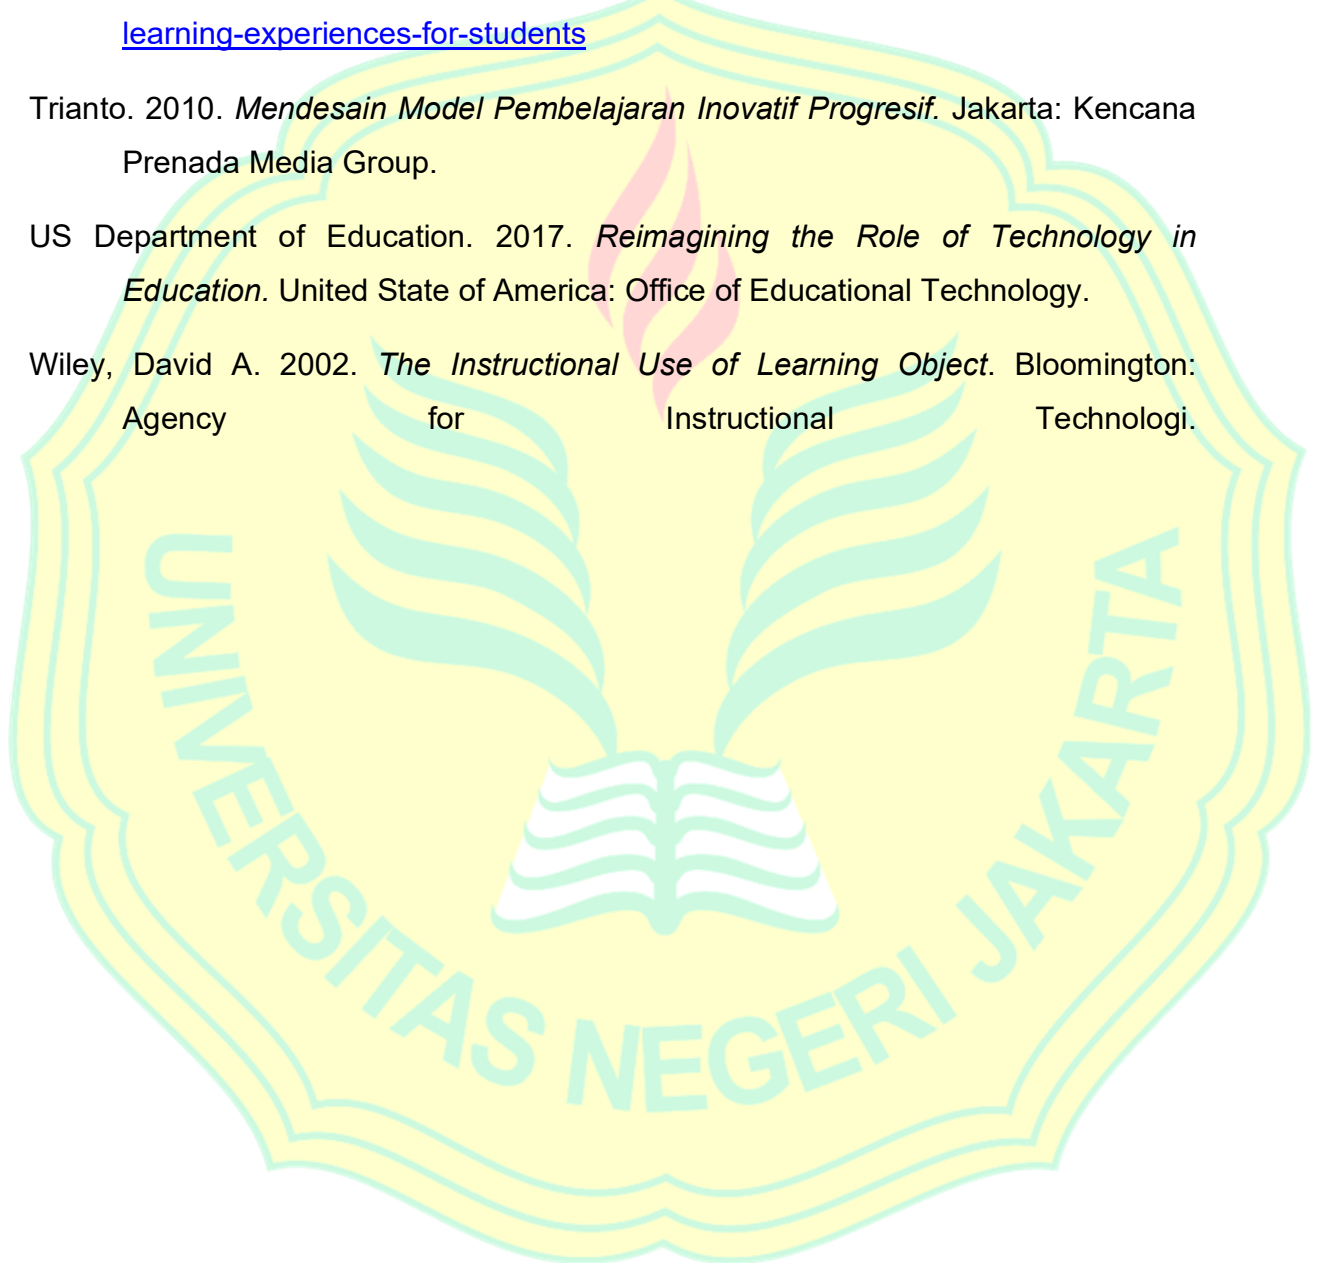 learning-experiences-for-students
Trianto. 2010. Mendesain Model Pembelajaran Inovatif Progresif. Jakarta: Kencana
Prenada Media Group.
US Department of Education. 2017. Reimagining the Role of Technology in
Education. United State of America: Office of Educational Technology.
Wiley, David A. 2002. The Instructional Use of Learning Object. Bloomington:
Agency for Instructional Technologi.
UNIVERSITAS NEGERI JAKARTA